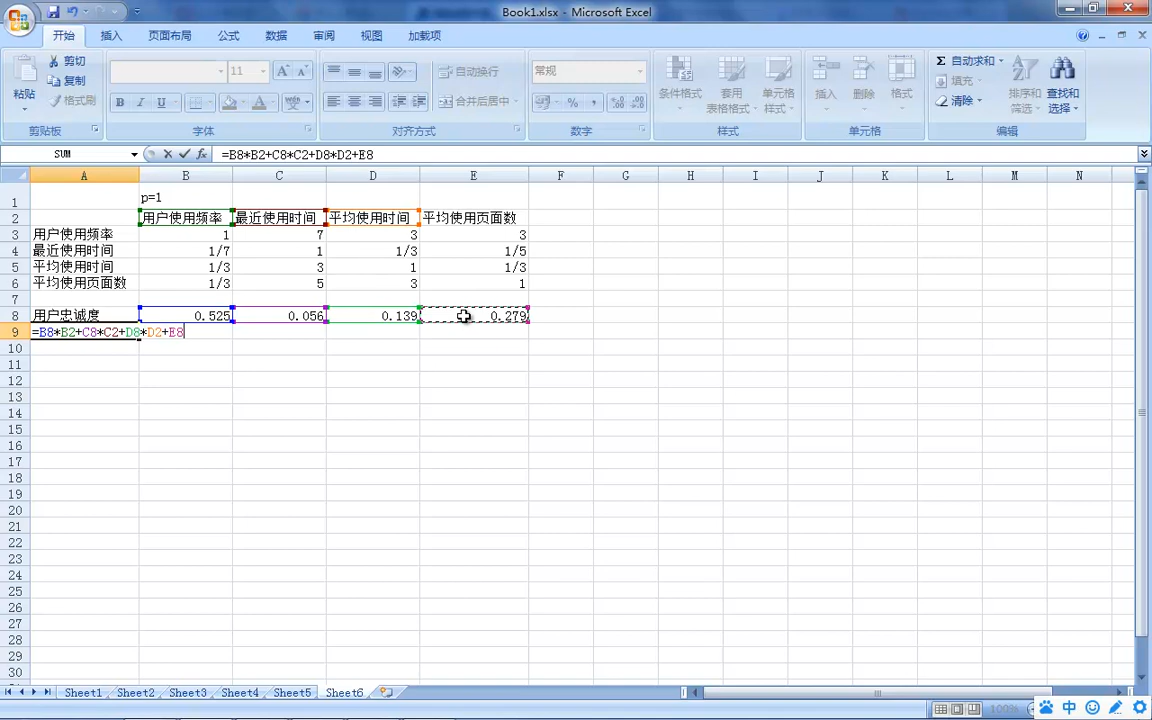 Book1.xlsx - Microsoft Excel
开始 插入 页面布局 公式 数据 审阅 视图 加载项
粘贴 剪切 复制 格式刷
11
B I U
自动换行
合并后居中
常规
%
条件格式 套用表格格式 单元格样式
插入 删除 格式
Σ 自动求和 填充 清除
排序和筛选 查找和选择
剪贴板 字体 对齐方式 数字 样式 单元格 编辑
SUM fx =B8*B2+C8*C2+D8*D2+E8
A B C D E F G H I J K L M N
1 p=1
2 用户使用频率 最近使用时间 平均使用时间 平均使用页面数
3 用户使用频率 1 7 3 3
4 最近使用时间 1/7 1 1/3 1/5
5 平均使用时间 1/3 3 1 1/3
6 平均使用页面数 1/3 5 3 1
7
8 用户忠诚度 0.525 0.056 0.139 0.279
9 =B8*B2+C8*C2+D8*D2+E8
10
11
12
13
14
15
16
17
18
19
20
21
22
23
24
25
26
27
28
29
30
Sheet1 Sheet2 Sheet3 Sheet4 Sheet5 Sheet6
100% 中